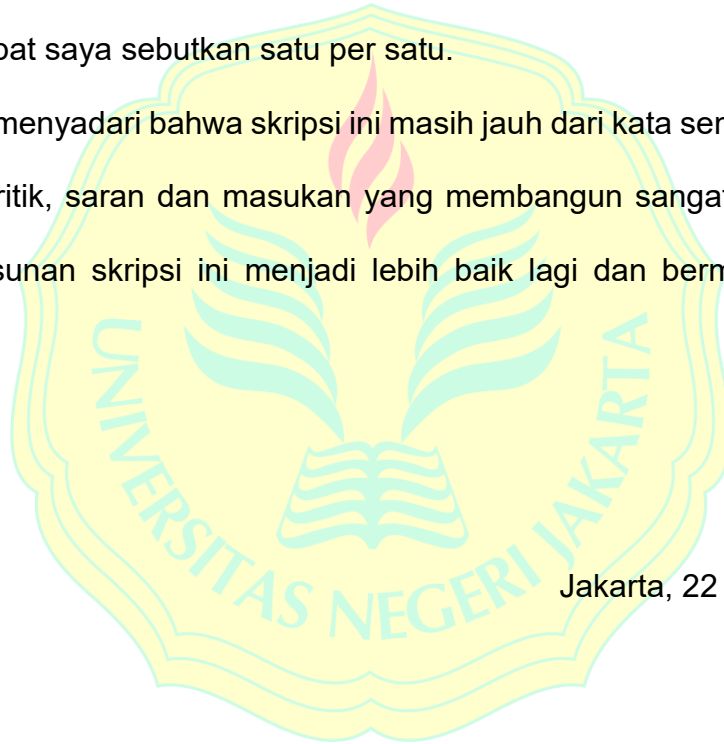 pat saya sebutkan satu per satu.
menyadari bahwa skripsi ini masih jauh dari kata ser
ritik, saran dan masukan yang membangun sangat
sunan skripsi ini menjadi lebih baik lagi dan berm
UNIVERSITAS NEGERI JAKARTA
Jakarta, 22